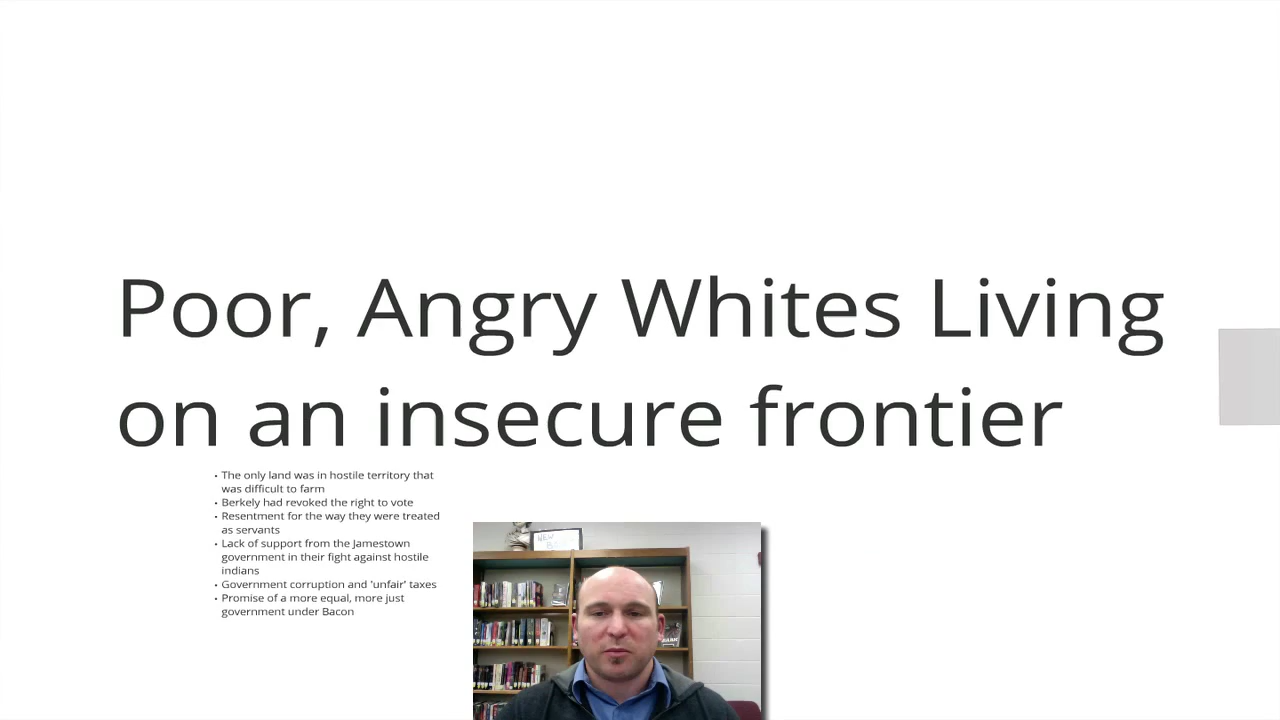 Poor, Angry Whites Living
on an insecure frontier
• The only land was in hostile territory that
was difficult to farm
• Berkely had revoked the right to vote
• Resentment for the way they were treated
as servants
• Lack of support from the Jamestown
government in their fight against hostile
indians
• Government corruption and 'unfair' taxes
• Promise of a more equal, more just
government under Bacon
NEW
DARK